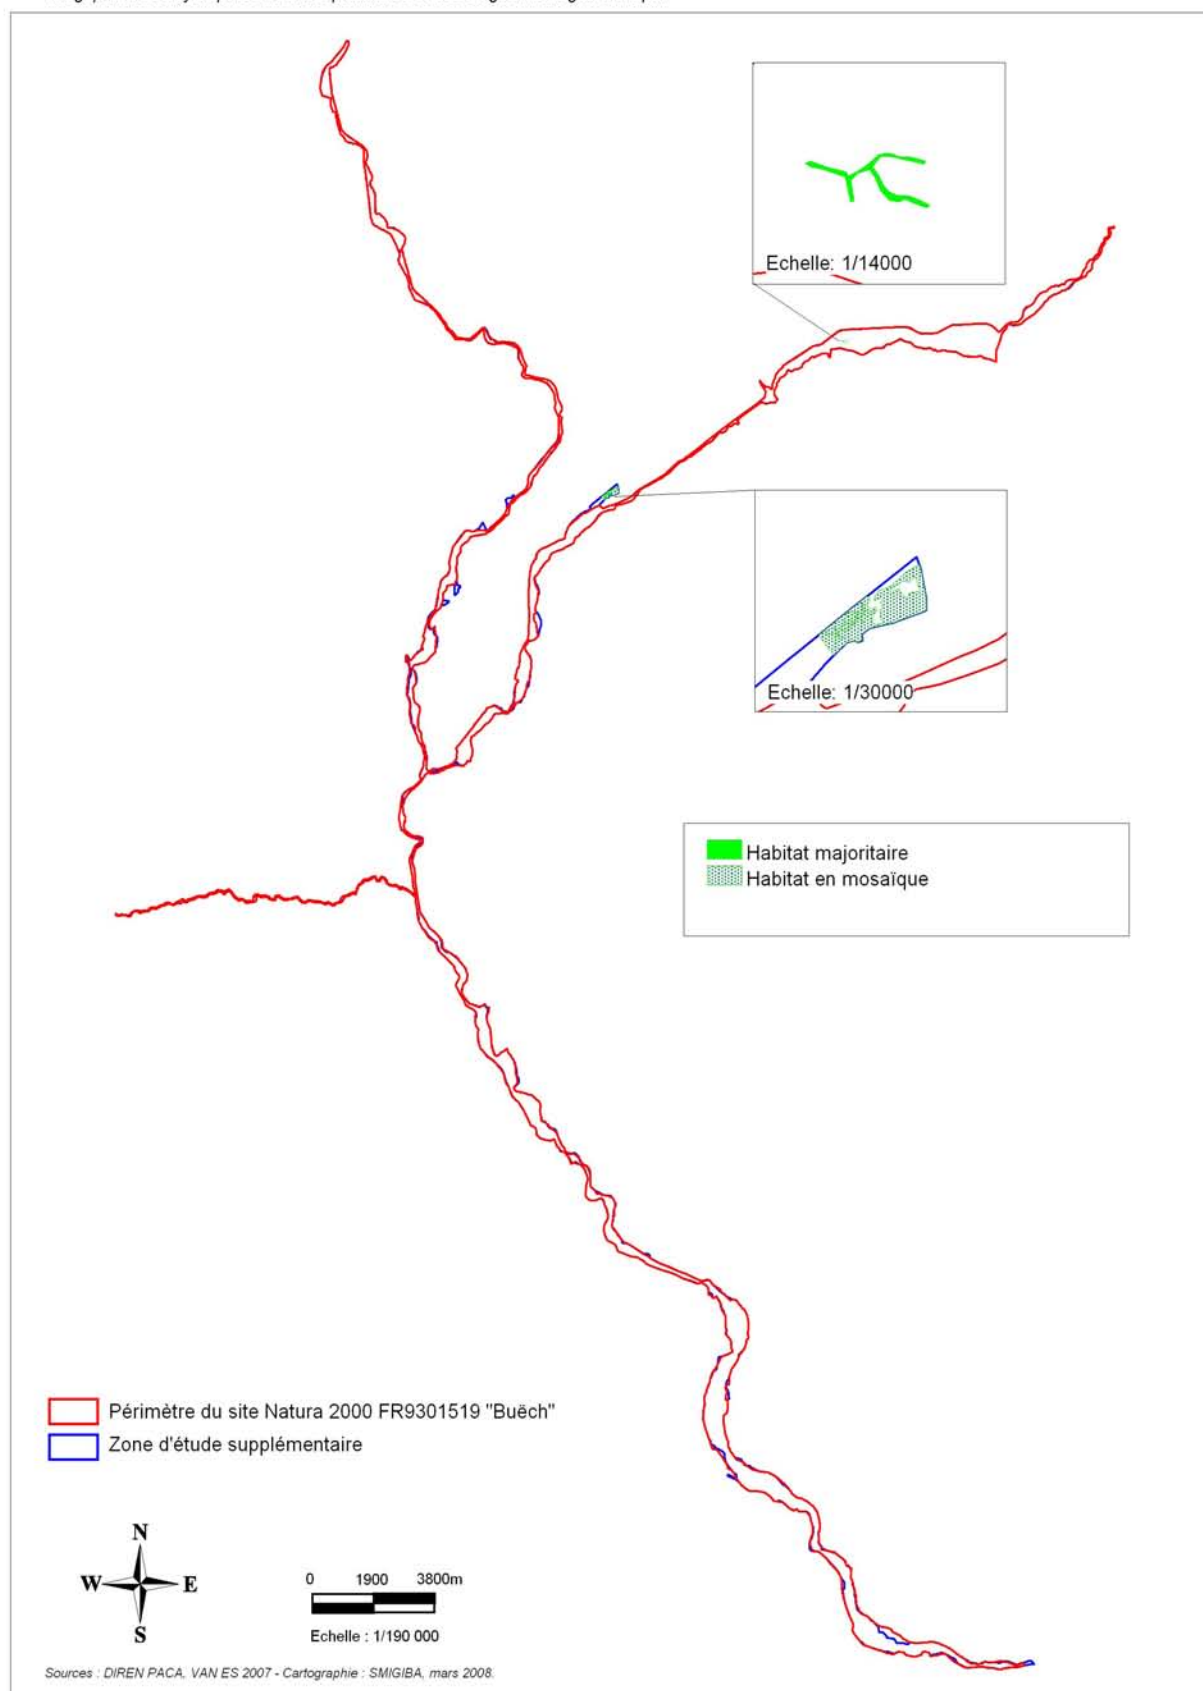 Echelle: 1/14000
Echelle: 1/30000
Habitat majoritaire
Habitat en mosaïque
Périmètre du site Natura 2000 FR9301519 "Buëch"
Zone d'étude supplémentaire
N
W E
S
0 1900 3800m
Echelle : 1/190 000
Sources : DIREN PACA, VAN ES 2007 - Cartographie : SMIGIBA, mars 2008.